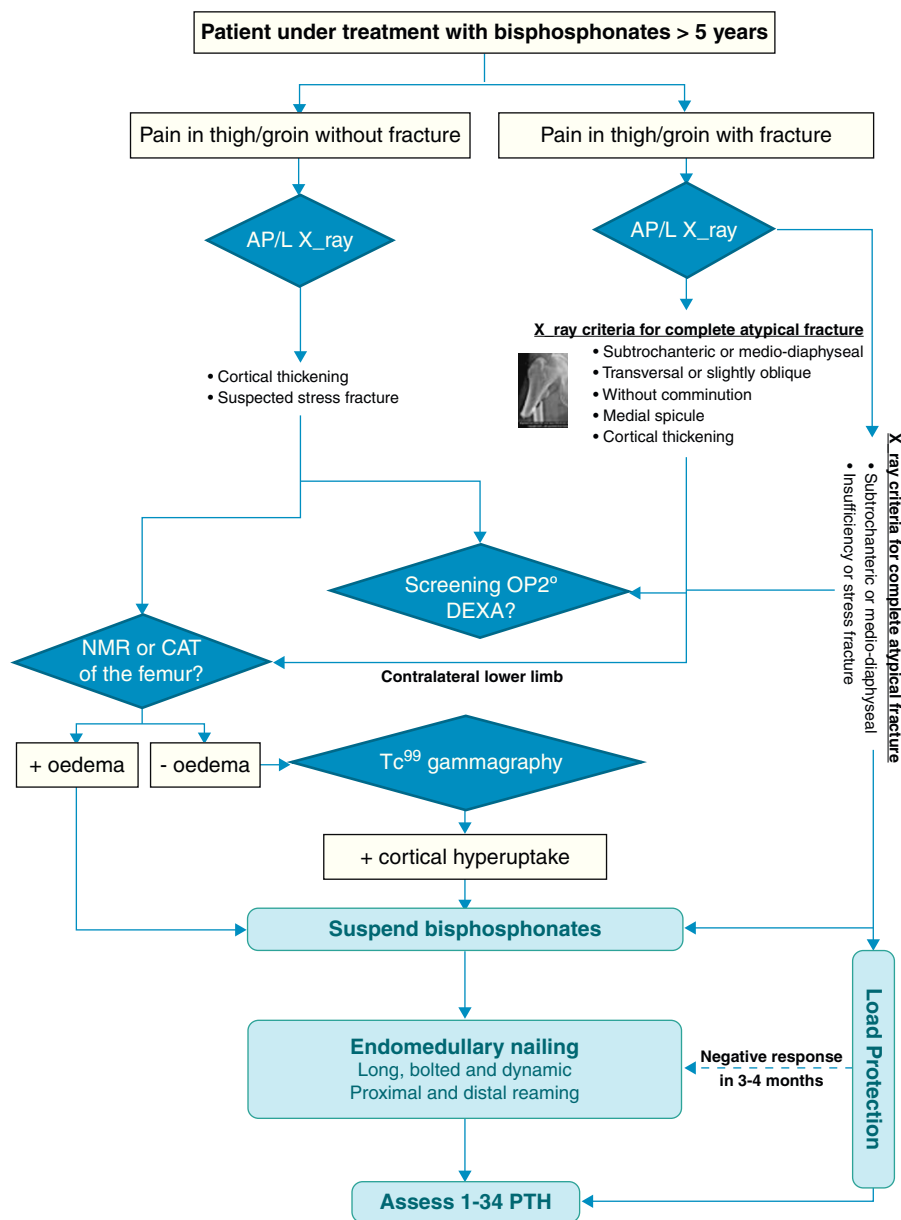 Patient under treatment with bisphosphonates > 5 years
Pain in thigh/groin without fracture
Pain in thigh/groin with fracture
AP/L X_ray
AP/L X_ray
X_ray criteria for complete atypical fracture
• Subtrochanteric or medio-diaphyseal
• Transversal or slightly oblique
• Without comminution
• Medial spicule
• Cortical thickening
• Cortical thickening
• Suspected stress fracture
X_ray criteria for complete atypical fracture
• Subtrochanteric or medio-diaphyseal
• Insufficiency or stress fracture
Screening OP2º
DEXA?
NMR or CAT
of the femur?
Contralateral lower limb
+ oedema
- oedema
Tc⁹⁹ gammagraphy
+ cortical hyperuptake
Suspend bisphosphonates
Load Protection
Endomedullary nailing
Long, bolted and dynamic
Proximal and distal reaming
Negative response
in 3-4 months
Assess 1-34 PTH